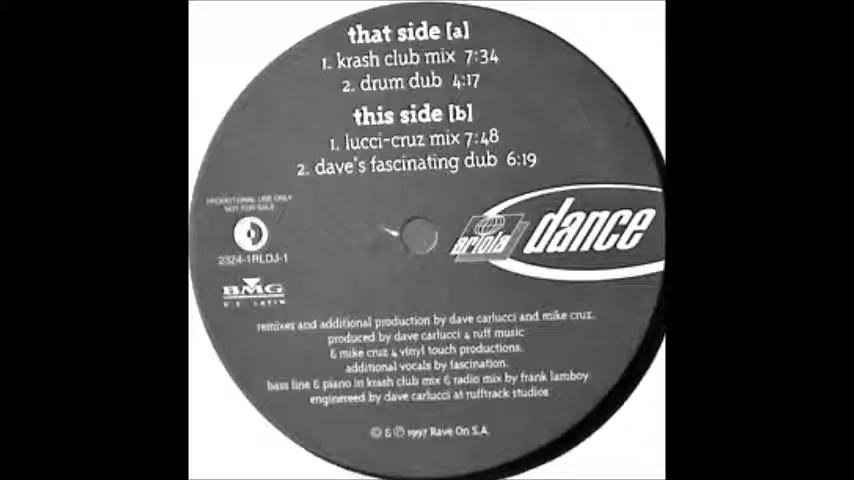 that side [a]
1. krash club mix 7:34
2. drum dub 4:17
this side [b]
1. lucci-cruz mix 7:48
2. dave's fascinating dub 6:19
PROMOTIONAL USE ONLY
NOT FOR SALE
ariola dance
2324-1RLDJ-1
BMG
U.S. LATIN
remixes and additional production by dave carlucci and mike cruz.
produced by dave carlucci 4 ruff music
& mike cruz 4 vinyl touch productions.
additional vocals by fascination.
bass line & piano in krash club mix & radio mix by frank lamboy
enginereed by dave carlucci at rufftrack studios
© & ℗ 1997 Rave On S.A.